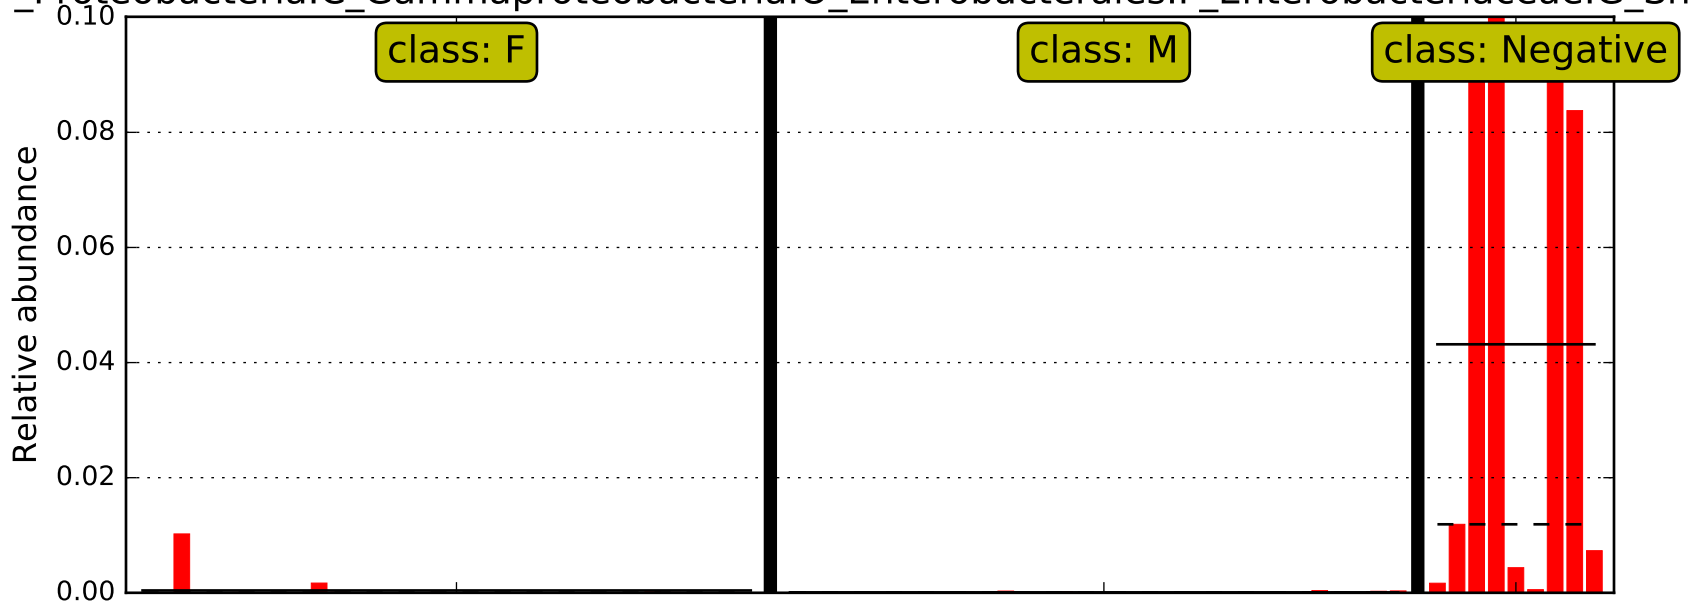 0.10
class: F
class: M
class: Negative
0.08
0.06
0.04
0.02
0.00
Relative abundance